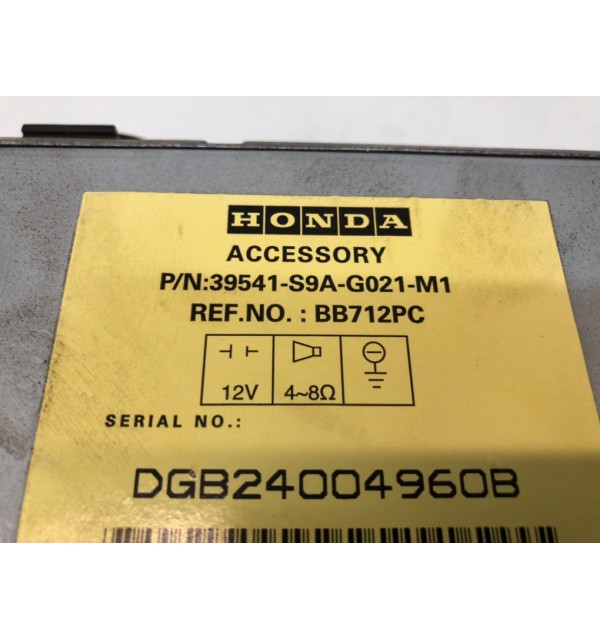 HONDA
ACCESSORY
P/N:39541-S9A-G021-M1
REF.NO. : BB712PC
12V 4~8Ω
SERIAL NO.:
DGB24004960B